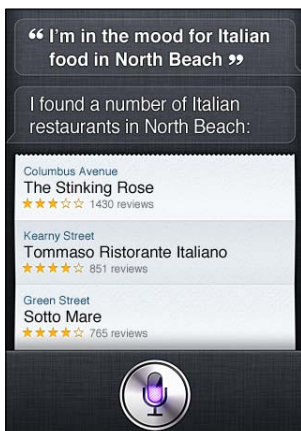 “ I’m in the mood for Italian
food in North Beach ”
I found a number of Italian
restaurants in North Beach:
Columbus Avenue
The Stinking Rose
1430 reviews
Kearny Street
Tommaso Ristorante Italiano
851 reviews
Green Street
Sotto Mare
765 reviews